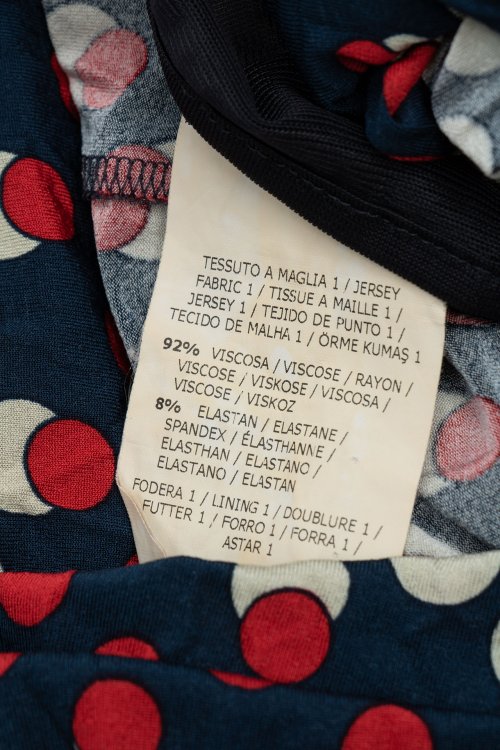 TESSUTO A MAGLIA 1 / JERSEY
FABRIC 1 / TISSUE A MAILLE 1 /
JERSEY 1 / TEJIDO DE PUNTO 1 /
TECIDO DE MALHA 1 / ÖRME KUMAŞ 1
92% VISCOSA / VISCOSE / RAYON /
VISCOSE / VISKOSE / VISCOSA /
VISCOSE / VISKOZ
8% ELASTAN / ELASTANE /
SPANDEX / ÉLASTHANNE /
ELASTHAN / ELASTANO /
ELASTANO / ELASTAN
FODERA 1 / LINING 1 / DOUBLURE 1 /
FUTTER 1 / FORRO 1 / FORRA 1 /
ASTAR 1